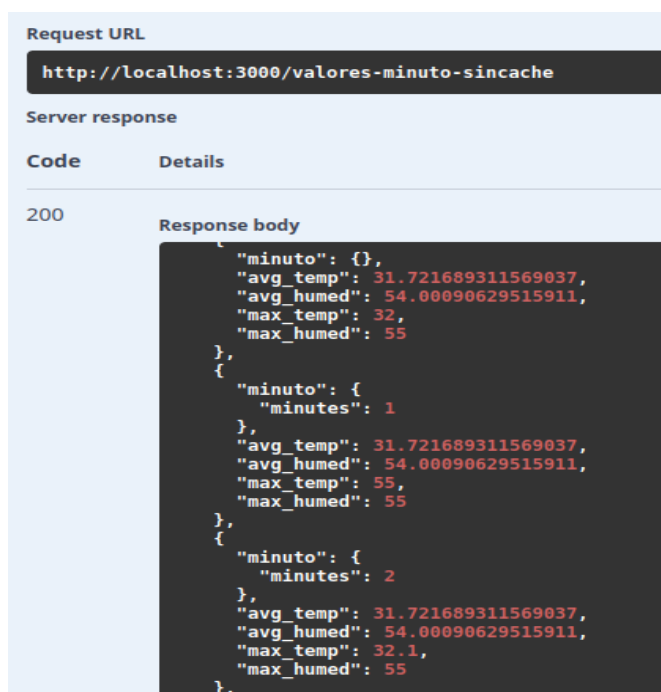 Request URL
http://localhost:3000/valores-minuto-sincache
Server response
Code Details
200
Response body
{
"minuto": {},
"avg_temp": 31.721689311569037,
"avg_humed": 54.00090629515911,
"max_temp": 32,
"max_humed": 55
},
{
"minuto": {
"minutes": 1
},
"avg_temp": 31.721689311569037,
"avg_humed": 54.00090629515911,
"max_temp": 55,
"max_humed": 55
},
{
"minuto": {
"minutes": 2
},
"avg_temp": 31.721689311569037,
"avg_humed": 54.00090629515911,
"max_temp": 32.1,
"max_humed": 55
},